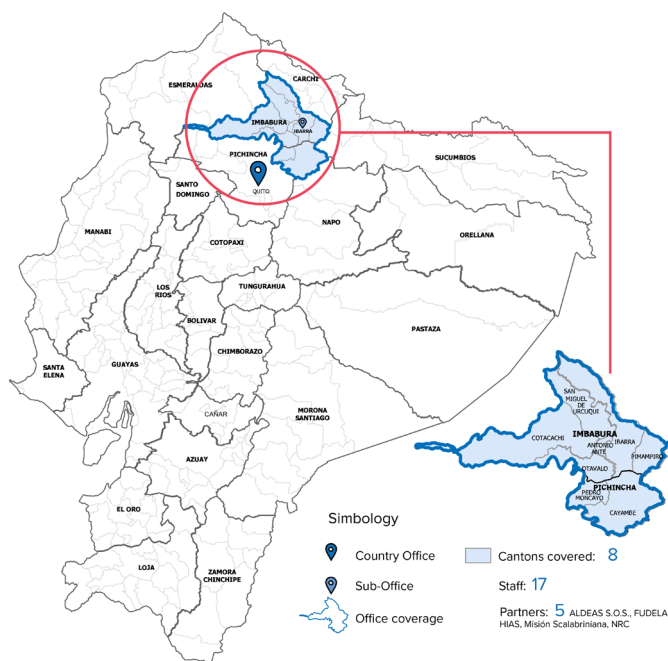 ESMERALDAS
CARCHI
IMBABURA
IBARRA
PICHINCHA
QUITO
SUCUMBIOS
SANTO
DOMINGO
NAPO
MANABI
COTOPAXI
ORELLANA
LOS
RIOS
TUNGURAHUA
BOLIVAR
PASTAZA
SANTA
ELENA
GUAYAS
CHIMBORAZO
CAÑAR
MORONA
SANTIAGO
AZUAY
EL ORO
LOJA
ZAMORA
CHINCHIPE
SAN
MIGUEL
DE
URCUQUI
IMBABURA
COTACACHI
ANTONIO
ANTE
IBARRA
PIMAMPIRO
OTAVALO
PICHINCHA
PEDRO
MONCAYO
CAYAMBE
Simbology
Country Office
Sub-Office
Office coverage
Cantons covered: 8
Staff: 17
Partners: 5 ALDEAS S.O.S., FUDELA
HIAS, Misión Scalabriniana, NRC